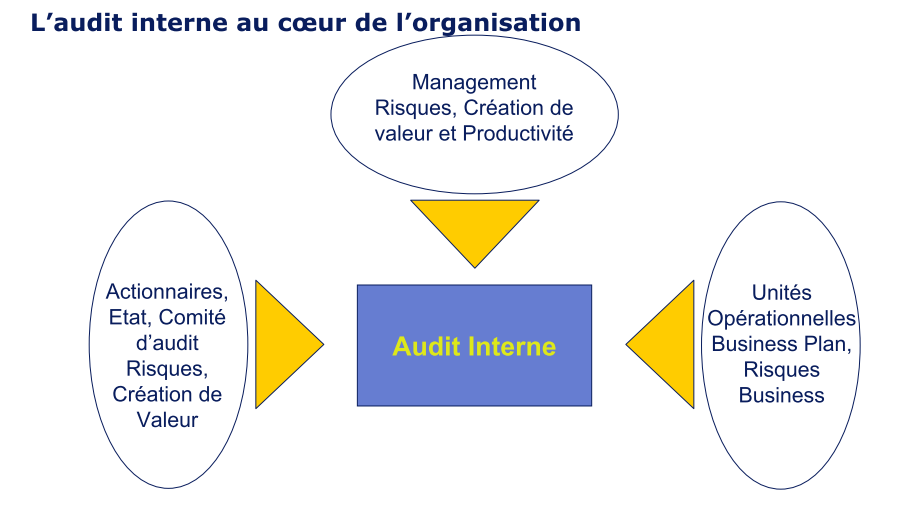 L’audit interne au cœur de l’organisation
Management
Risques, Création de
valeur et Productivité
Actionnaires,
Etat, Comité
d’audit
Risques,
Création de
Valeur
Audit Interne
Unités
Opérationnelles
Business Plan,
Risques
Business